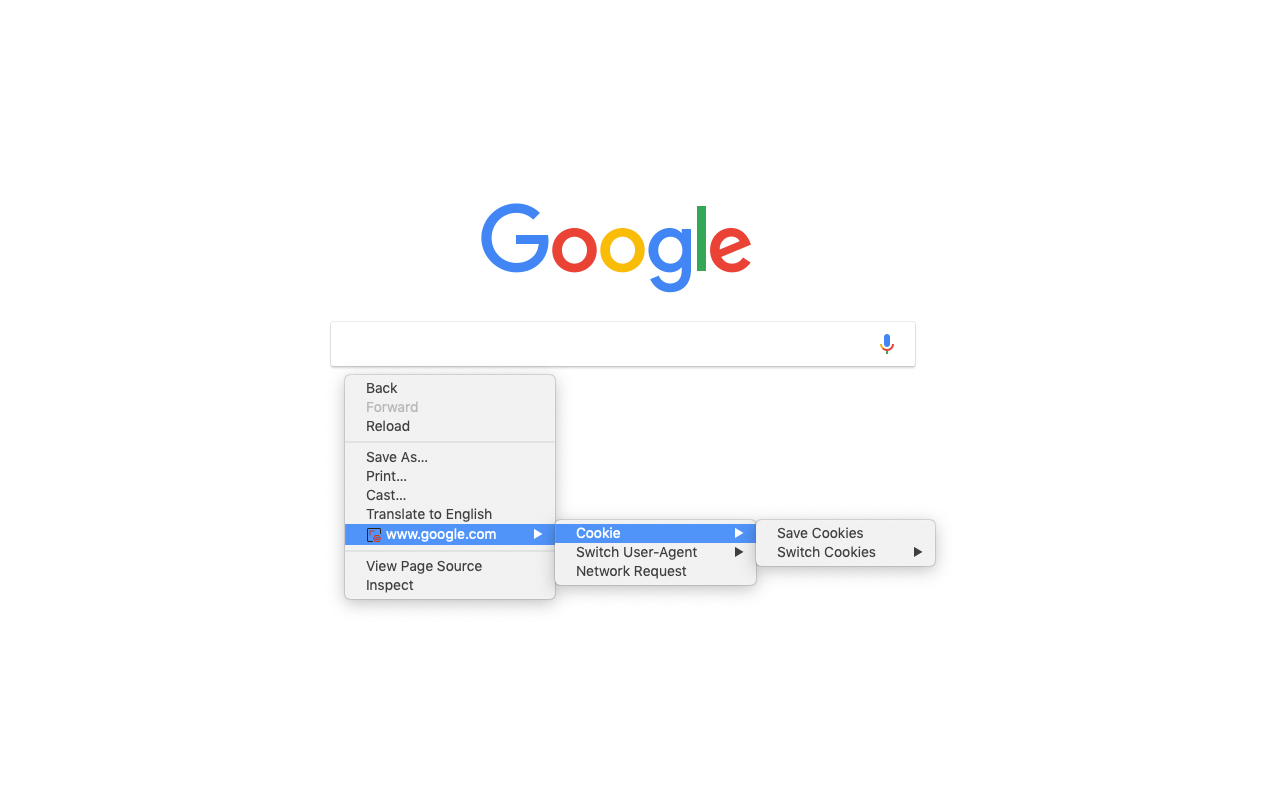 Google
Back
Forward
Reload
Save As...
Print...
Cast...
Translate to English
www.google.com
View Page Source
Inspect
Cookie
Switch User-Agent
Network Request
Save Cookies
Switch Cookies